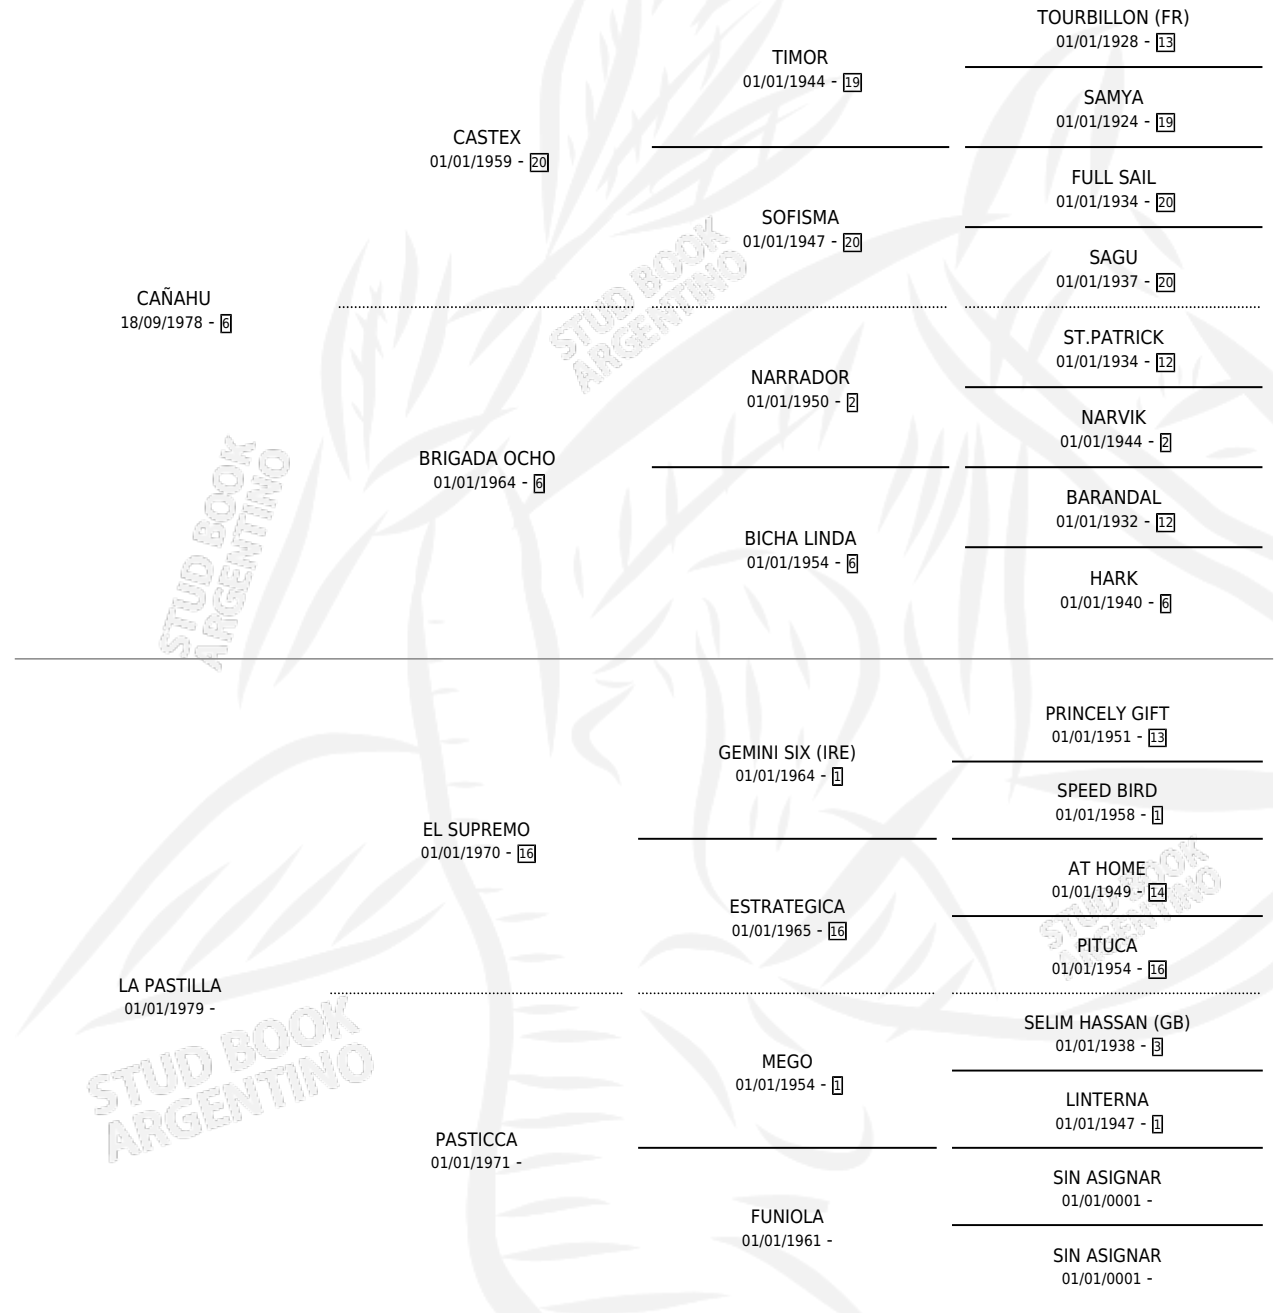 TOURBILLON (FR)
01/01/1928 - 13
TIMOR
01/01/1944 - 19
SAMYA
01/01/1924 - 19
CASTEX
01/01/1959 - 20
FULL SAIL
01/01/1934 - 20
SOFISMA
01/01/1947 - 20
SAGU
01/01/1937 - 20
CAÑAHU
18/09/1978 - 6
ST.PATRICK
01/01/1934 - 12
NARRADOR
01/01/1950 - 2
NARVIK
01/01/1944 - 2
BRIGADA OCHO
01/01/1964 - 6
BARANDAL
01/01/1932 - 12
BICHA LINDA
01/01/1954 - 6
HARK
01/01/1940 - 6
PRINCELY GIFT
01/01/1951 - 13
GEMINI SIX (IRE)
01/01/1964 - 1
SPEED BIRD
01/01/1958 - 1
EL SUPREMO
01/01/1970 - 16
AT HOME
01/01/1949 - 14
ESTRATEGICA
01/01/1965 - 16
PITUCA
01/01/1954 - 16
LA PASTILLA
01/01/1979 -
SELIM HASSAN (GB)
01/01/1938 - 3
MEGO
01/01/1954 - 1
LINTERNA
01/01/1947 - 1
PASTICCA
01/01/1971 -
SIN ASIGNAR
01/01/0001 -
FUNIOLA
01/01/1961 -
SIN ASIGNAR
01/01/0001 -
STUD BOOK
ARGENTINO
STUD BOOK
ARGENTINO
STUD BOOK
ARGENTINO
STUD BOOK
ARGENTINO